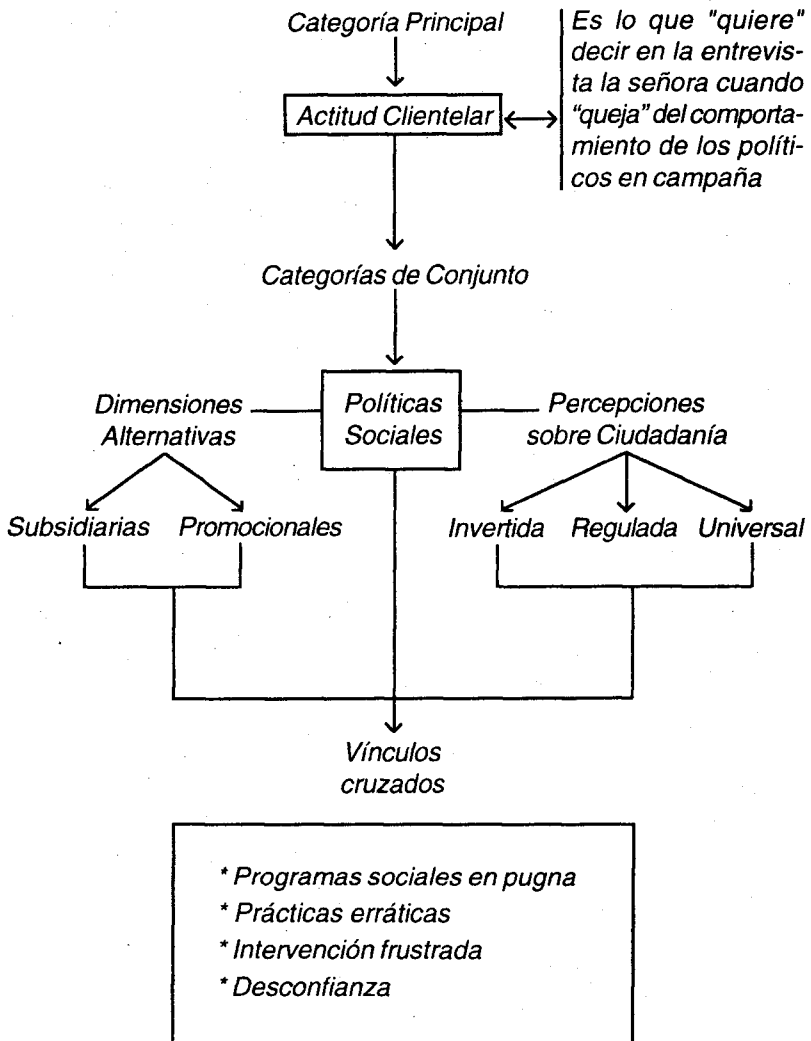 Categoría Principal
Es lo que "quiere"
decir en la entrevis-
ta la señora cuando
"queja" del comporta-
miento de los políti-
cos en campaña
Actitud Clientelar
Categorías de Conjunto
Dimensiones
Alternativas
Políticas
Sociales
Percepciones
sobre Ciudadanía
Subsidiarias Promocionales
Invertida Regulada Universal
Vínculos
cruzados
* Programas sociales en pugna
* Prácticas erráticas
* Intervención frustrada
* Desconfianza